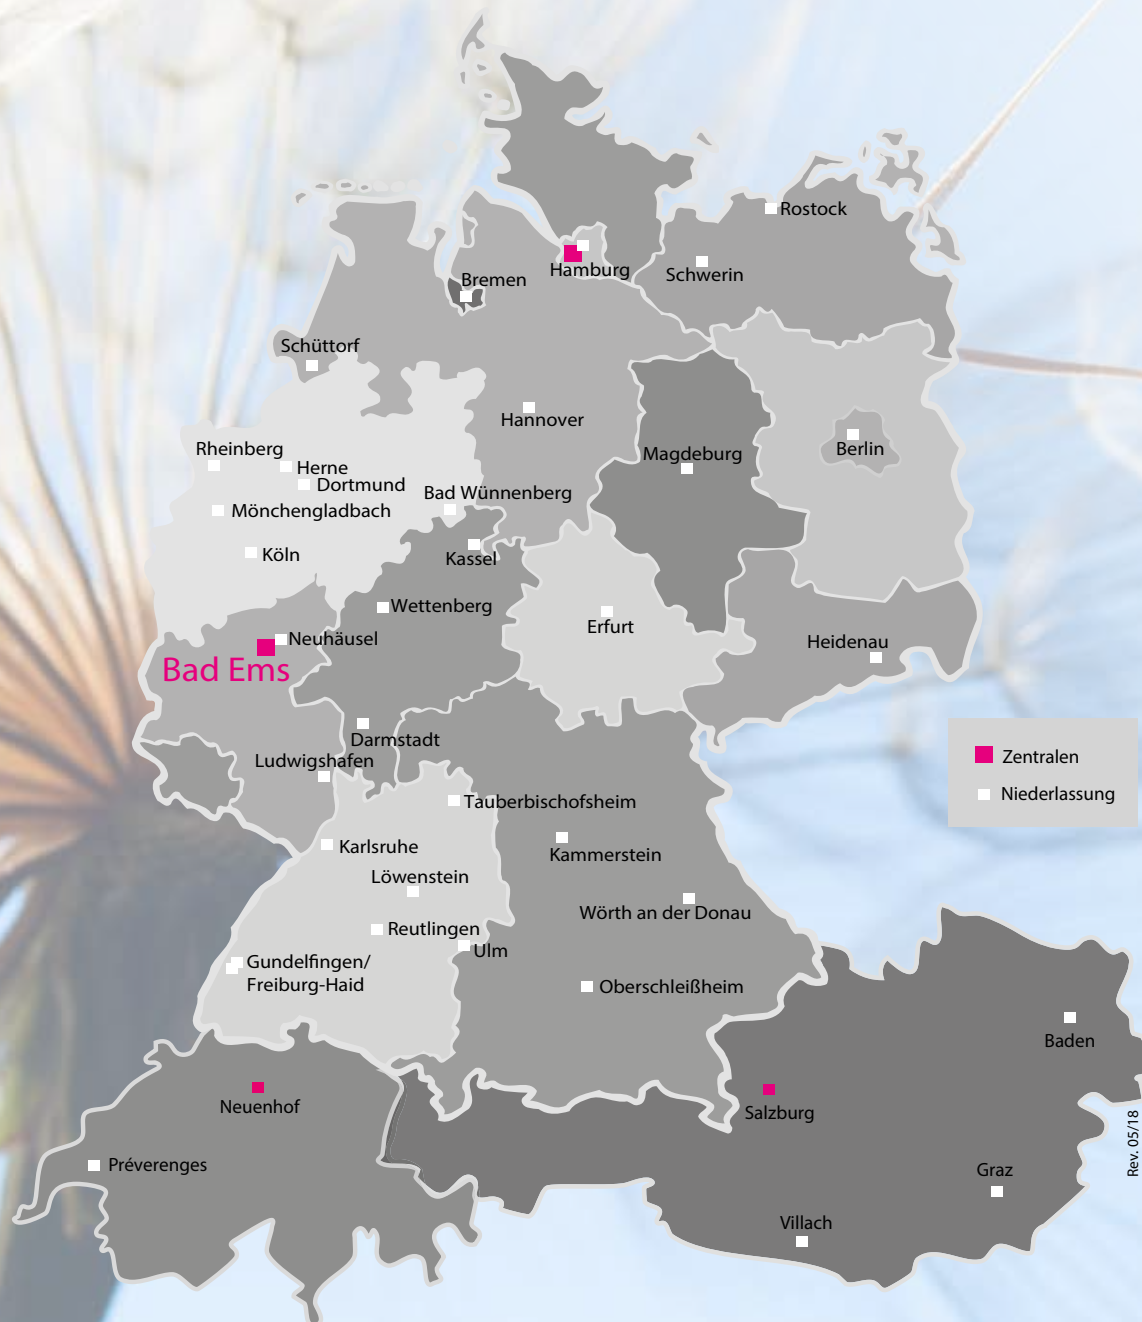 Rostock
Hamburg
Schwerin
Bremen
Schüttorf
Hannover
Magdeburg
Berlin
Rheinberg
Herne
Dortmund
Bad Wünnenberg
Mönchengladbach
Köln
Kassel
Wettenberg
Erfurt
Neuhäusel
Heidenau
Bad Ems
Darmstadt
Ludwigshafen
Zentralen
Niederlassung
Tauberbischofsheim
Karlsruhe
Kammerstein
Löwenstein
Wörth an der Donau
Reutlingen
Ulm
Gundelfingen/
Freiburg-Haid
Oberschleißheim
Baden
Neuenhof
Salzburg
Rev. 05/18
Préverenges
Graz
Villach